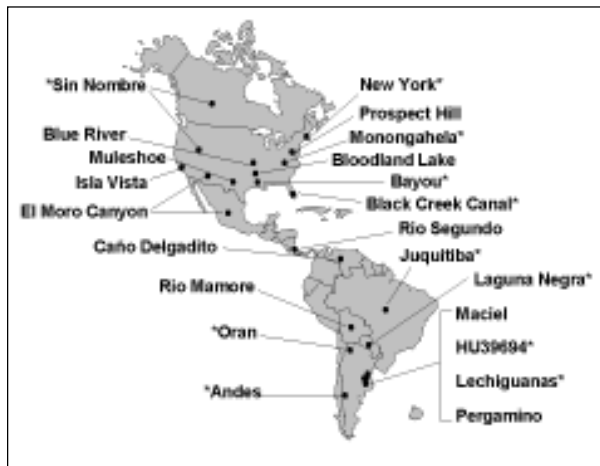 *Sin Nombre
New York*
Prospect Hill
Blue River
Monongahela*
Muleshoe
Bloodland Lake
Isla Vista
Bayou*
El Moro Canyon
Black Creek Canal*
Rio Segundo
Caño Delgadito
Juquitiba*
Rio Mamore
Laguna Negra*
Maciel
*Oran
HU39694*
Lechiguanas*
*Andes
Pergamino